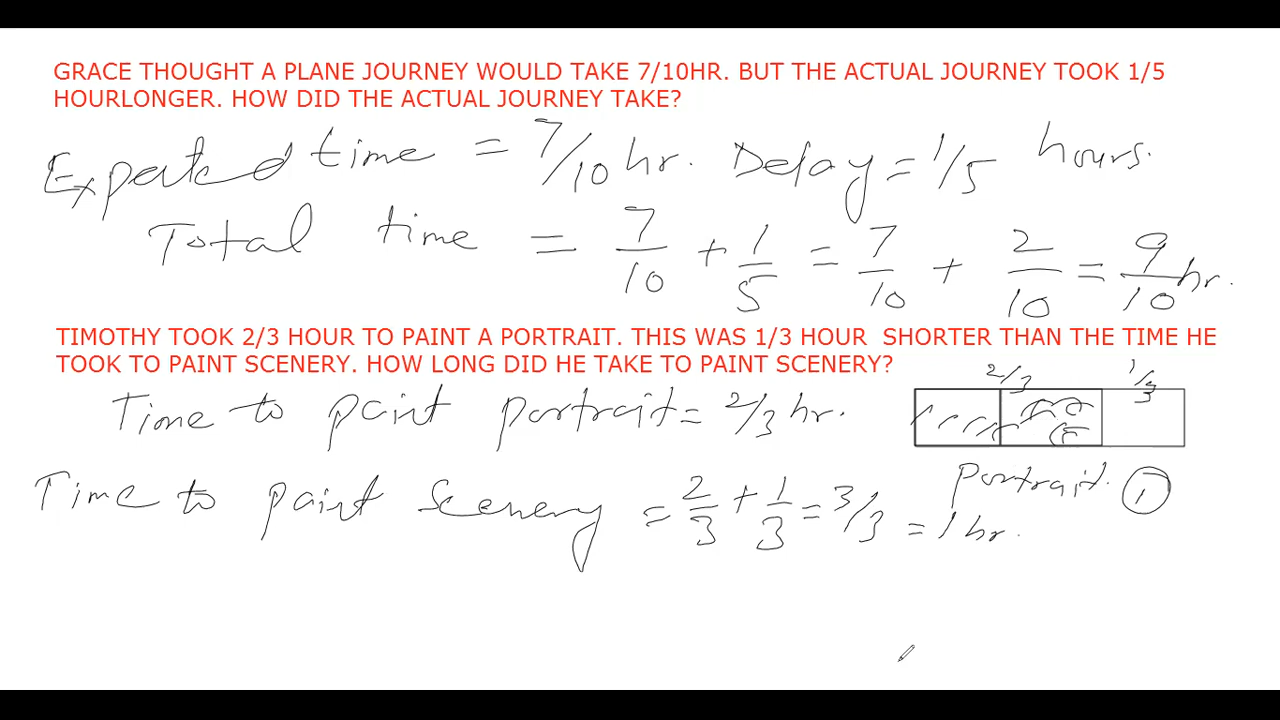 GRACE THOUGHT A PLANE JOURNEY WOULD TAKE 7/10HR. BUT THE ACTUAL JOURNEY TOOK 1/5
HOURLONGER. HOW DID THE ACTUAL JOURNEY TAKE?
Expected time = 7/10 hr. Delay = 1/5 hours.
Total time = 7/10 + 1/5 = 7/10 + 2/10 = 9/10 hr.
TIMOTHY TOOK 2/3 HOUR TO PAINT A PORTRAIT. THIS WAS 1/3 HOUR SHORTER THAN THE TIME HE
TOOK TO PAINT SCENERY. HOW LONG DID HE TAKE TO PAINT SCENERY?
2/3 1/3
Time to paint portrait = 2/3 hr.
portrait. 1
Time to paint scenery = 2/3 + 1/3 = 3/3 = 1 hr.